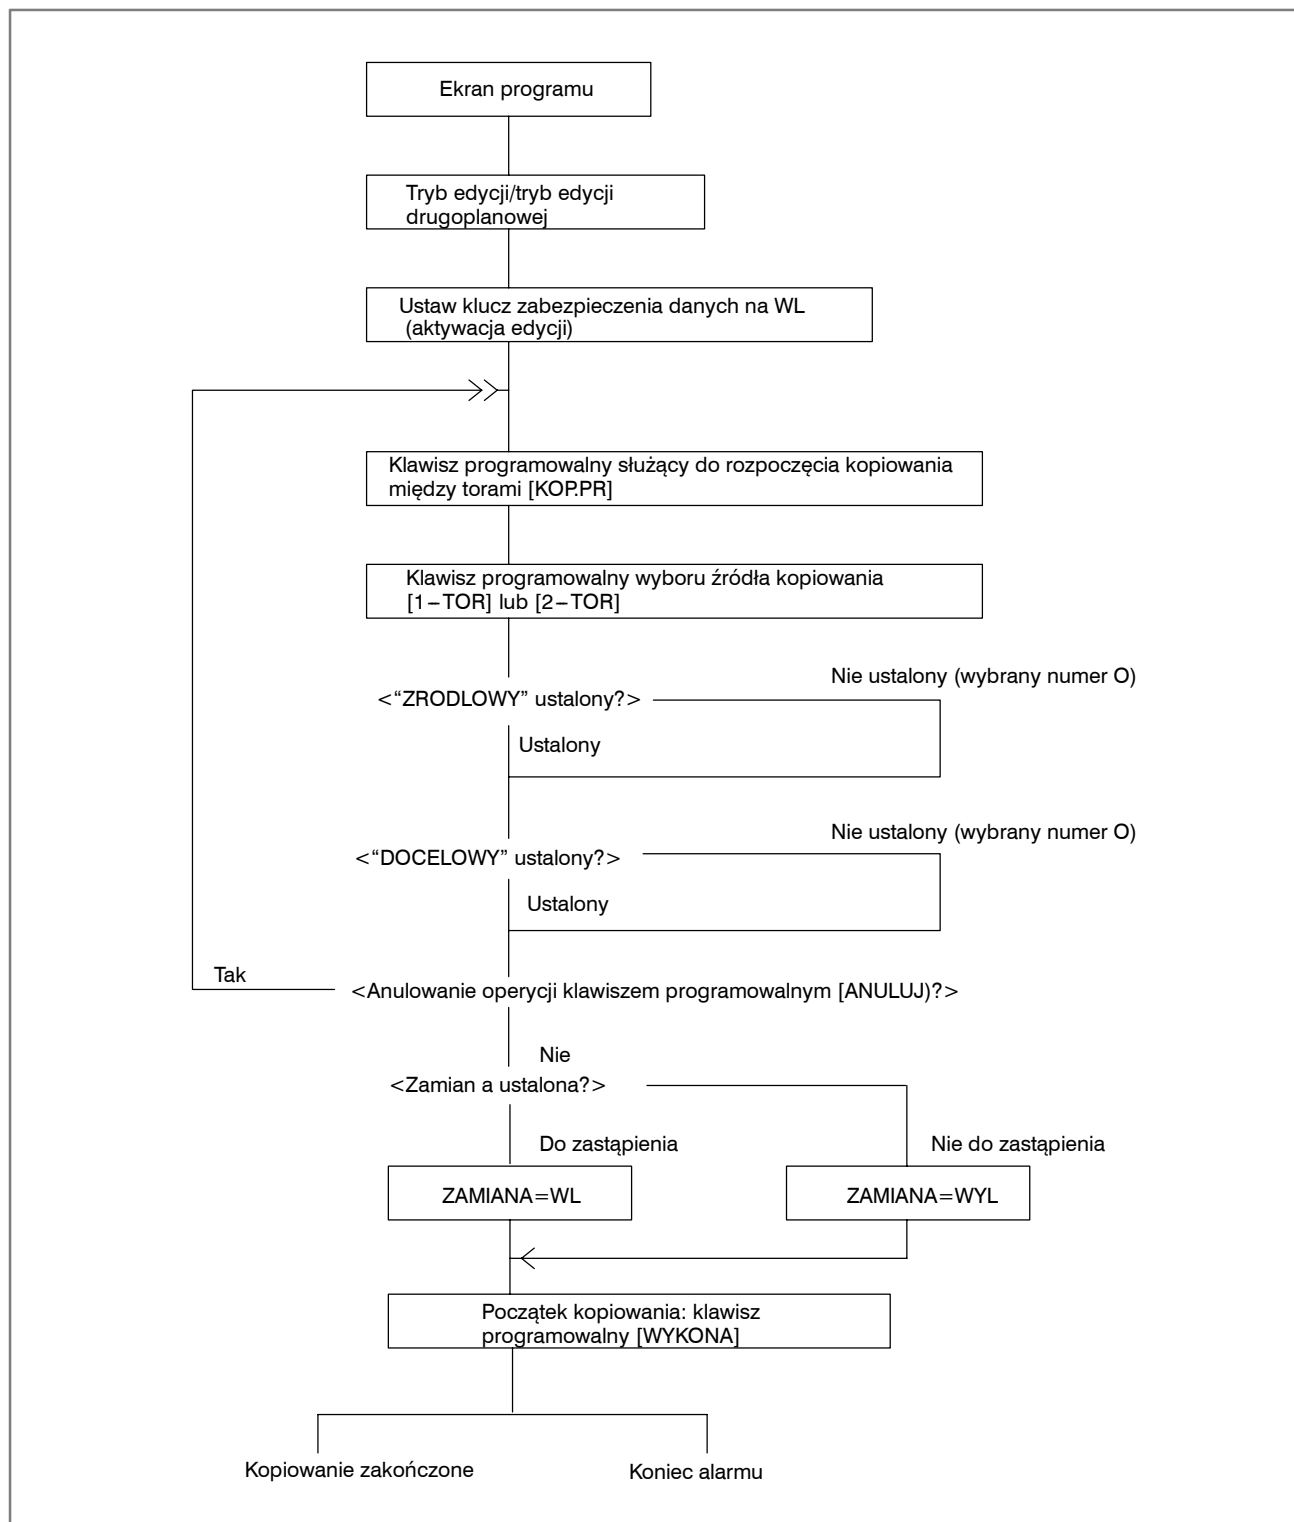 Ekran programu
Tryb edycji/tryb edycji
drugoplanowej
Ustaw klucz zabezpieczenia danych na WL
(aktywacja edycji)
Klawisz programowalny służący do rozpoczęcia kopiowania
między torami [KOP.PR]
Klawisz programowalny wyboru źródła kopiowania
[1–TOR] lub [2–TOR]
Nie ustalony (wybrany numer O)
<“ZRODLOWY” ustalony?>
Ustalony
Nie ustalony (wybrany numer O)
<“DOCELOWY” ustalony?>
Ustalony
Tak
<Anulowanie operycji klawiszem programowalnym [ANULUJ)?>
Nie
<Zamian a ustalona?>
Do zastąpienia
Nie do zastąpienia
ZAMIANA=WL
ZAMIANA=WYL
Początek kopiowania: klawisz
programowalny [WYKONA]
Kopiowanie zakończone
Koniec alarmu